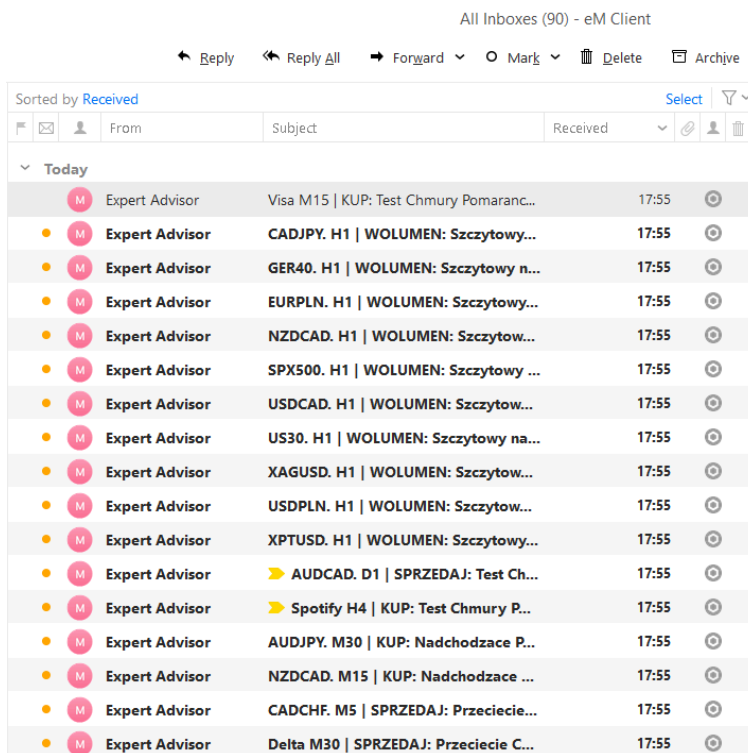 All Inboxes (90) - eM Client
Reply Reply All Forward Mark Delete Archive
Sorted by Received Select
From Subject Received
Today
M Expert Advisor Visa M15 | KUP: Test Chmury Pomaranc... 17:55
M Expert Advisor CADJPY. H1 | WOLUMEN: Szczytowy... 17:55
M Expert Advisor GER40. H1 | WOLUMEN: Szczytowy n... 17:55
M Expert Advisor EURPLN. H1 | WOLUMEN: Szczytowy... 17:55
M Expert Advisor NZDCAD. H1 | WOLUMEN: Szczytow... 17:55
M Expert Advisor SPX500. H1 | WOLUMEN: Szczytowy ... 17:55
M Expert Advisor USDCAD. H1 | WOLUMEN: Szczytow... 17:55
M Expert Advisor US30. H1 | WOLUMEN: Szczytowy na... 17:55
M Expert Advisor XAGUSD. H1 | WOLUMEN: Szczytow... 17:55
M Expert Advisor USDPLN. H1 | WOLUMEN: Szczytow... 17:55
M Expert Advisor XPTUSD. H1 | WOLUMEN: Szczytowy... 17:55
M Expert Advisor AUDCAD. D1 | SPRZEDAJ: Test Ch... 17:55
M Expert Advisor Spotify H4 | KUP: Test Chmury P... 17:55
M Expert Advisor AUDJPY. M30 | KUP: Nadchodzace P... 17:55
M Expert Advisor NZDCAD. M15 | KUP: Nadchodzace ... 17:55
M Expert Advisor CADCHF. M5 | SPRZEDAJ: Przeciecie... 17:55
M Expert Advisor Delta M30 | SPRZEDAJ: Przeciecie C... 17:55